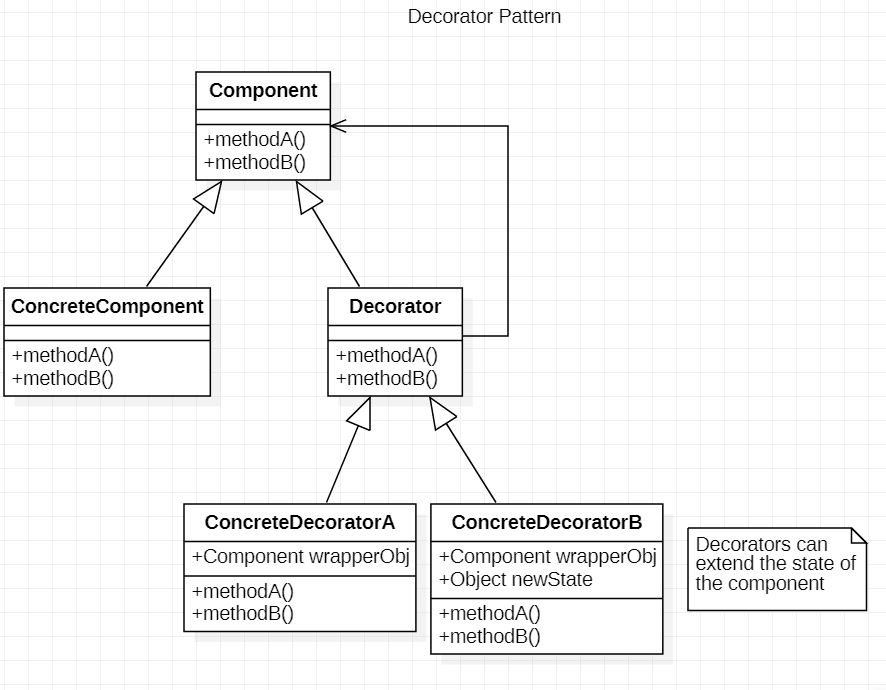 Decorator Pattern
Component
+methodA()
+methodB()
ConcreteComponent
+methodA()
+methodB()
Decorator
+methodA()
+methodB()
ConcreteDecoratorA
+Component wrapperObj
+methodA()
+methodB()
ConcreteDecoratorB
+Component wrapperObj
+Object newState
+methodA()
+methodB()
Decorators can
extend the state of
the component